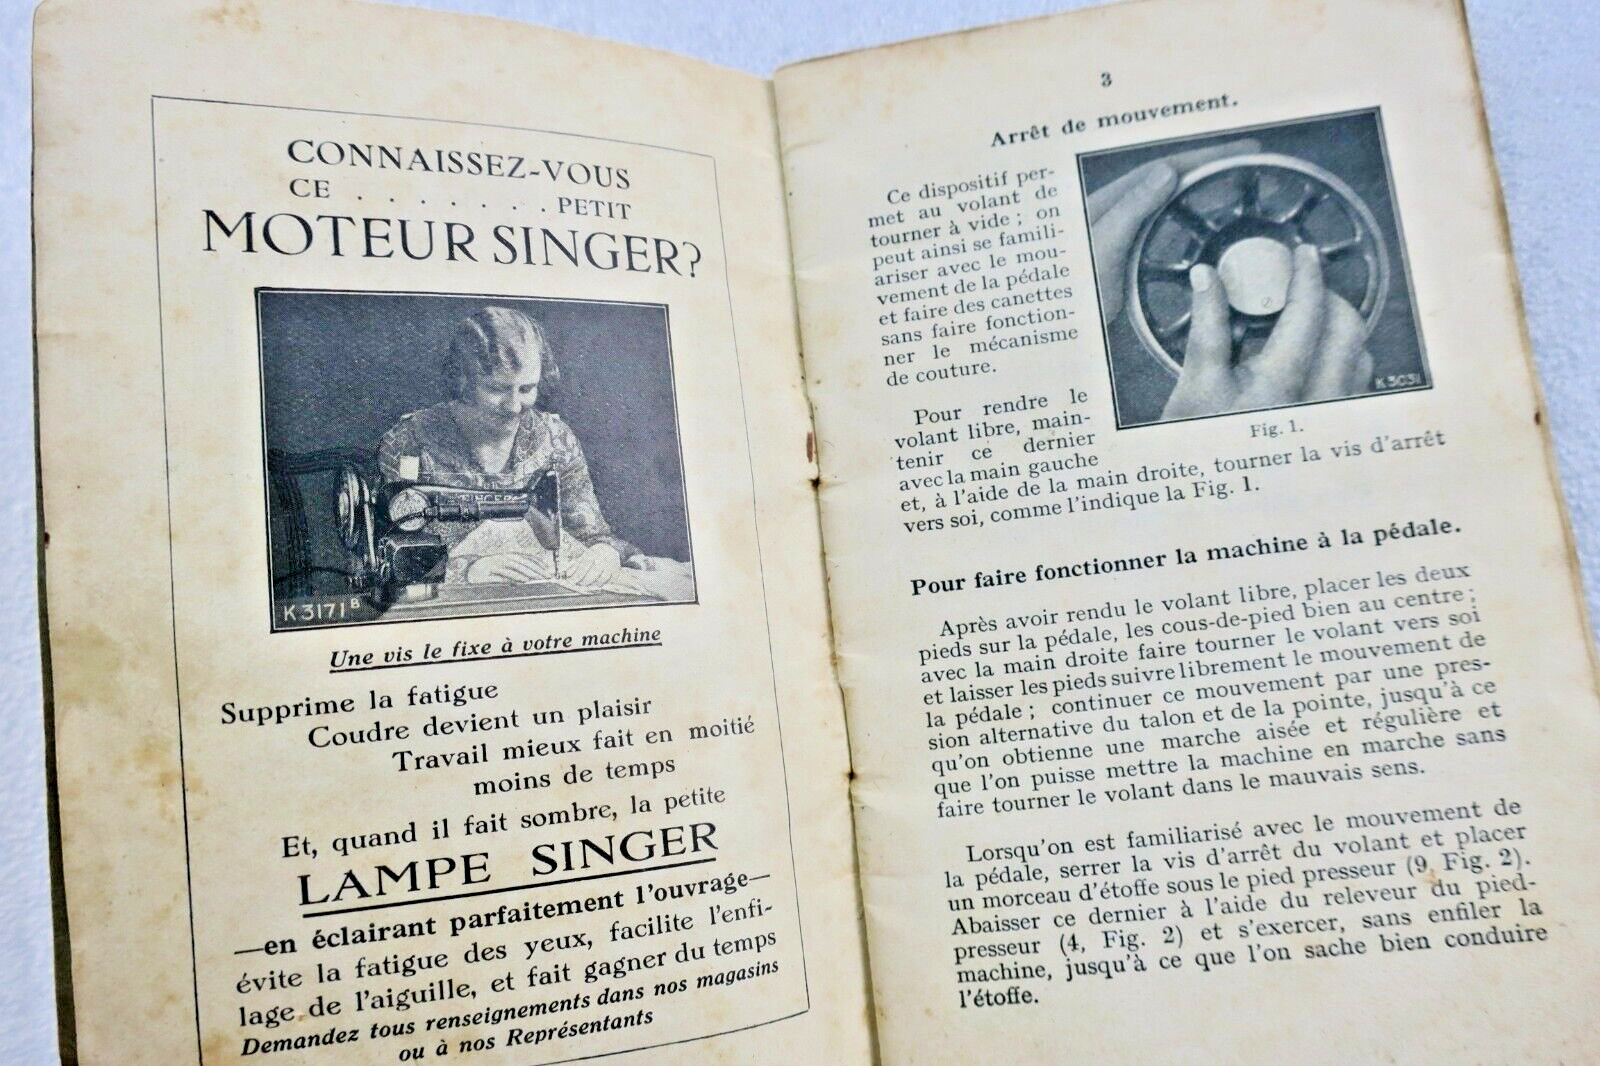 CONNAISSEZ-VOUS
CE . . . . . . . PETIT
MOTEUR SINGER?
SINGER
K3171 B
Une vis le fixe à votre machine
Supprime la fatigue
Coudre devient un plaisir
Travail mieux fait en moitié
moins de temps
Et, quand il fait sombre, la petite
LAMPE SINGER
—en éclairant parfaitement l'ouvrage—
évite la fatigue des yeux, facilite l'enfi-
lage de l'aiguille, et fait gagner du temps
Demandez tous renseignements dans nos magasins
ou à nos Représentants
3
Arrêt de mouvement.
Ce dispositif per-
met au volant de
tourner à vide ; on
peut ainsi se famili-
ariser avec le mou-
vement de la pédale
et faire des canettes
sans faire fonction-
ner le mécanisme
de couture.
K3031
Fig. 1.
Pour rendre le
volant libre, main-
tenir ce dernier
avec la main gauche
et, à l'aide de la main droite, tourner la vis d'arrêt
vers soi, comme l'indique la Fig. 1.
Pour faire fonctionner la machine à la pédale.
Après avoir rendu le volant libre, placer les deux
pieds sur la pédale, les cous-de-pied bien au centre ;
avec la main droite faire tourner le volant vers soi
et laisser les pieds suivre librement le mouvement de
la pédale ; continuer ce mouvement par une pres-
sion alternative du talon et de la pointe, jusqu'à ce
qu'on obtienne une marche aisée et régulière et
que l'on puisse mettre la machine en marche sans
faire tourner le volant dans le mauvais sens.
Lorsqu'on est familiarisé avec le mouvement de
la pédale, serrer la vis d'arrêt du volant et placer
un morceau d'étoffe sous le pied presseur (9, Fig. 2).
Abaisser ce dernier à l'aide du releveur du pied-
presseur (4, Fig. 2) et s'exercer, sans enfiler la
machine, jusqu'à ce que l'on sache bien conduire
l'étoffe.